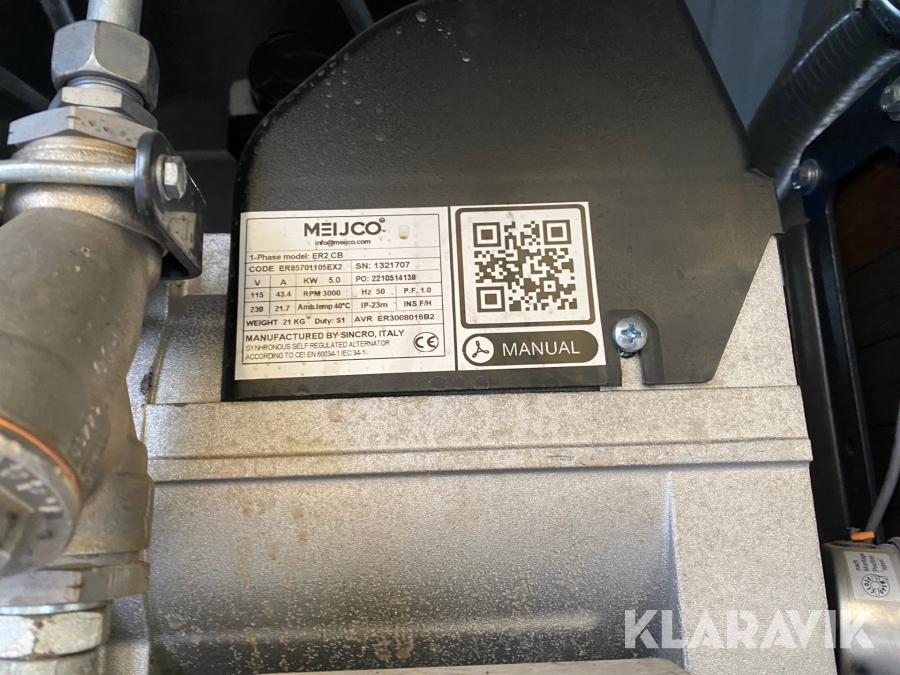 MEIJCO
info@meijco.com
1-Phase model: ER2 CB
CODE ER85701105EX2 SN: 1321707
V A KW 5.0 PO: 2210514138
115 43.4 RPM 3000 Hz 50 P.F. 1.0
230 21.7 Amb.temp 40°C IP-23m INS F/H
WEIGHT 21 KG Duty: S1 AVR ER3008016B2
MANUFACTURED BY SINCRO, ITALY
SYNHRONOUS SELF REGULATED ALTERNATOR
ACCORDING TO CEI EN 60034-1 IEC 34-1
CE
MANUAL
KLARAVIK